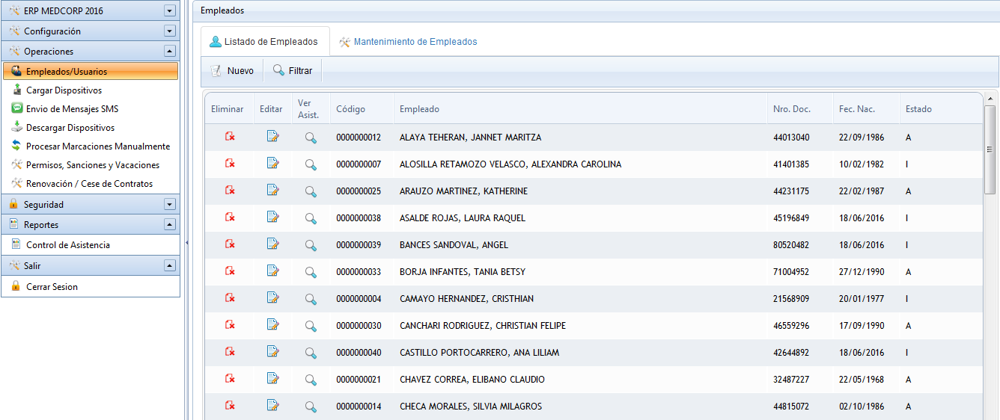 ERP MEDCORP 2016
Configuración
Operaciones
Empleados/Usuarios
Cargar Dispositivos
Envio de Mensajes SMS
Descargar Dispositivos
Procesar Marcaciones Manualmente
Permisos, Sanciones y Vacaciones
Renovación / Cese de Contratos
Seguridad
Reportes
Control de Asistencia
Salir
Cerrar Sesion
Empleados
Listado de Empleados Mantenimiento de Empleados
Nuevo Filtrar
Eliminar Editar Ver Asist. Código Empleado Nro. Doc. Fec. Nac. Estado
0000000012 ALAYA TEHERAN, JANNET MARITZA 44013040 22/09/1986 A
0000000007 ALOSILLA RETAMOZO VELASCO, ALEXANDRA CAROLINA 41401385 10/02/1982 I
0000000025 ARAUZO MARTINEZ, KATHERINE 44231175 22/02/1987 A
0000000038 ASALDE ROJAS, LAURA RAQUEL 45196849 18/06/2016 I
0000000039 BANCES SANDOVAL, ANGEL 80520482 18/06/2016 I
0000000033 BORJA INFANTES, TANIA BETSY 71004952 27/12/1990 A
0000000004 CAMAYO HERNANDEZ, CRISTHIAN 21568909 20/01/1977 I
0000000030 CANCHARI RODRIGUEZ, CHRISTIAN FELIPE 46559296 17/09/1990 A
0000000040 CASTILLO PORTOCARRERO, ANA LILIAM 42644892 18/06/2016 I
0000000021 CHAVEZ CORREA, ELIBANO CLAUDIO 32487227 22/05/1968 A
0000000014 CHECA MORALES, SILVIA MILAGROS 44815072 02/10/1986 A